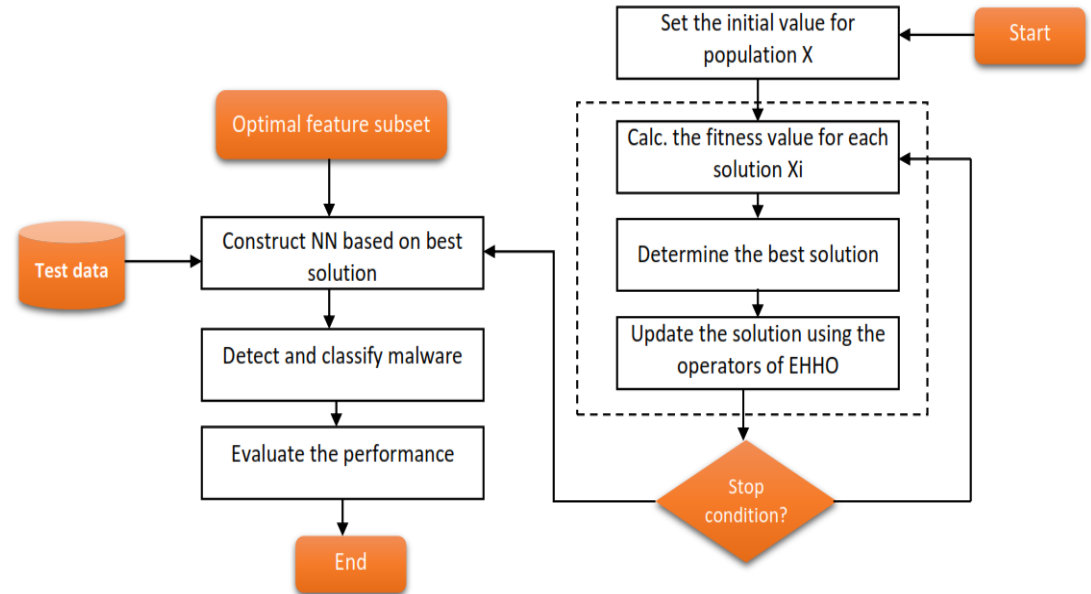 Start
Set the initial value for
population X
Calc. the fitness value for each
solution Xi
Determine the best solution
Update the solution using the
operators of EHHO
Stop
condition?
Optimal feature subset
Test data
Construct NN based on best
solution
Detect and classify malware
Evaluate the performance
End